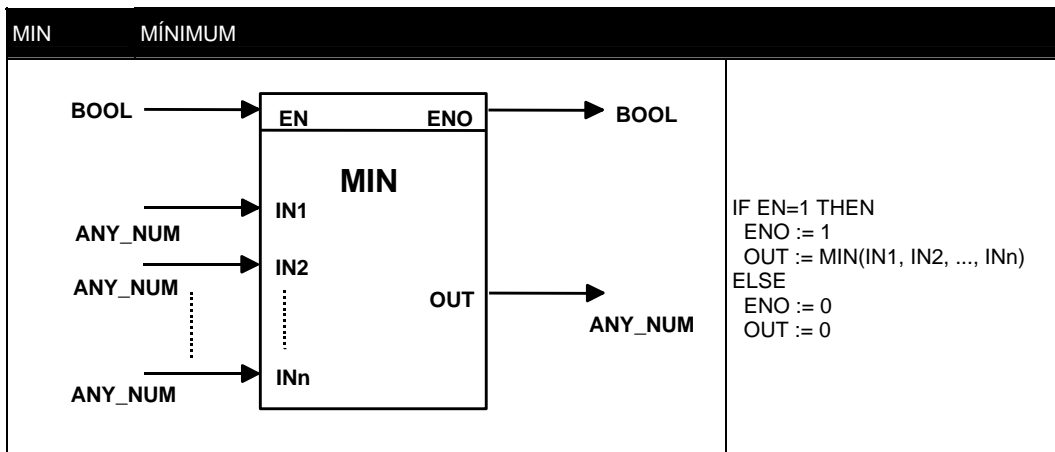 MIN MÍNIMUM
BOOL EN ENO BOOL
MIN
IN1
ANY_NUM
IN2
ANY_NUM
OUT
ANY_NUM
INn
ANY_NUM
IF EN=1 THEN
ENO := 1
OUT := MIN(IN1, IN2, ..., INn)
ELSE
ENO := 0
OUT := 0